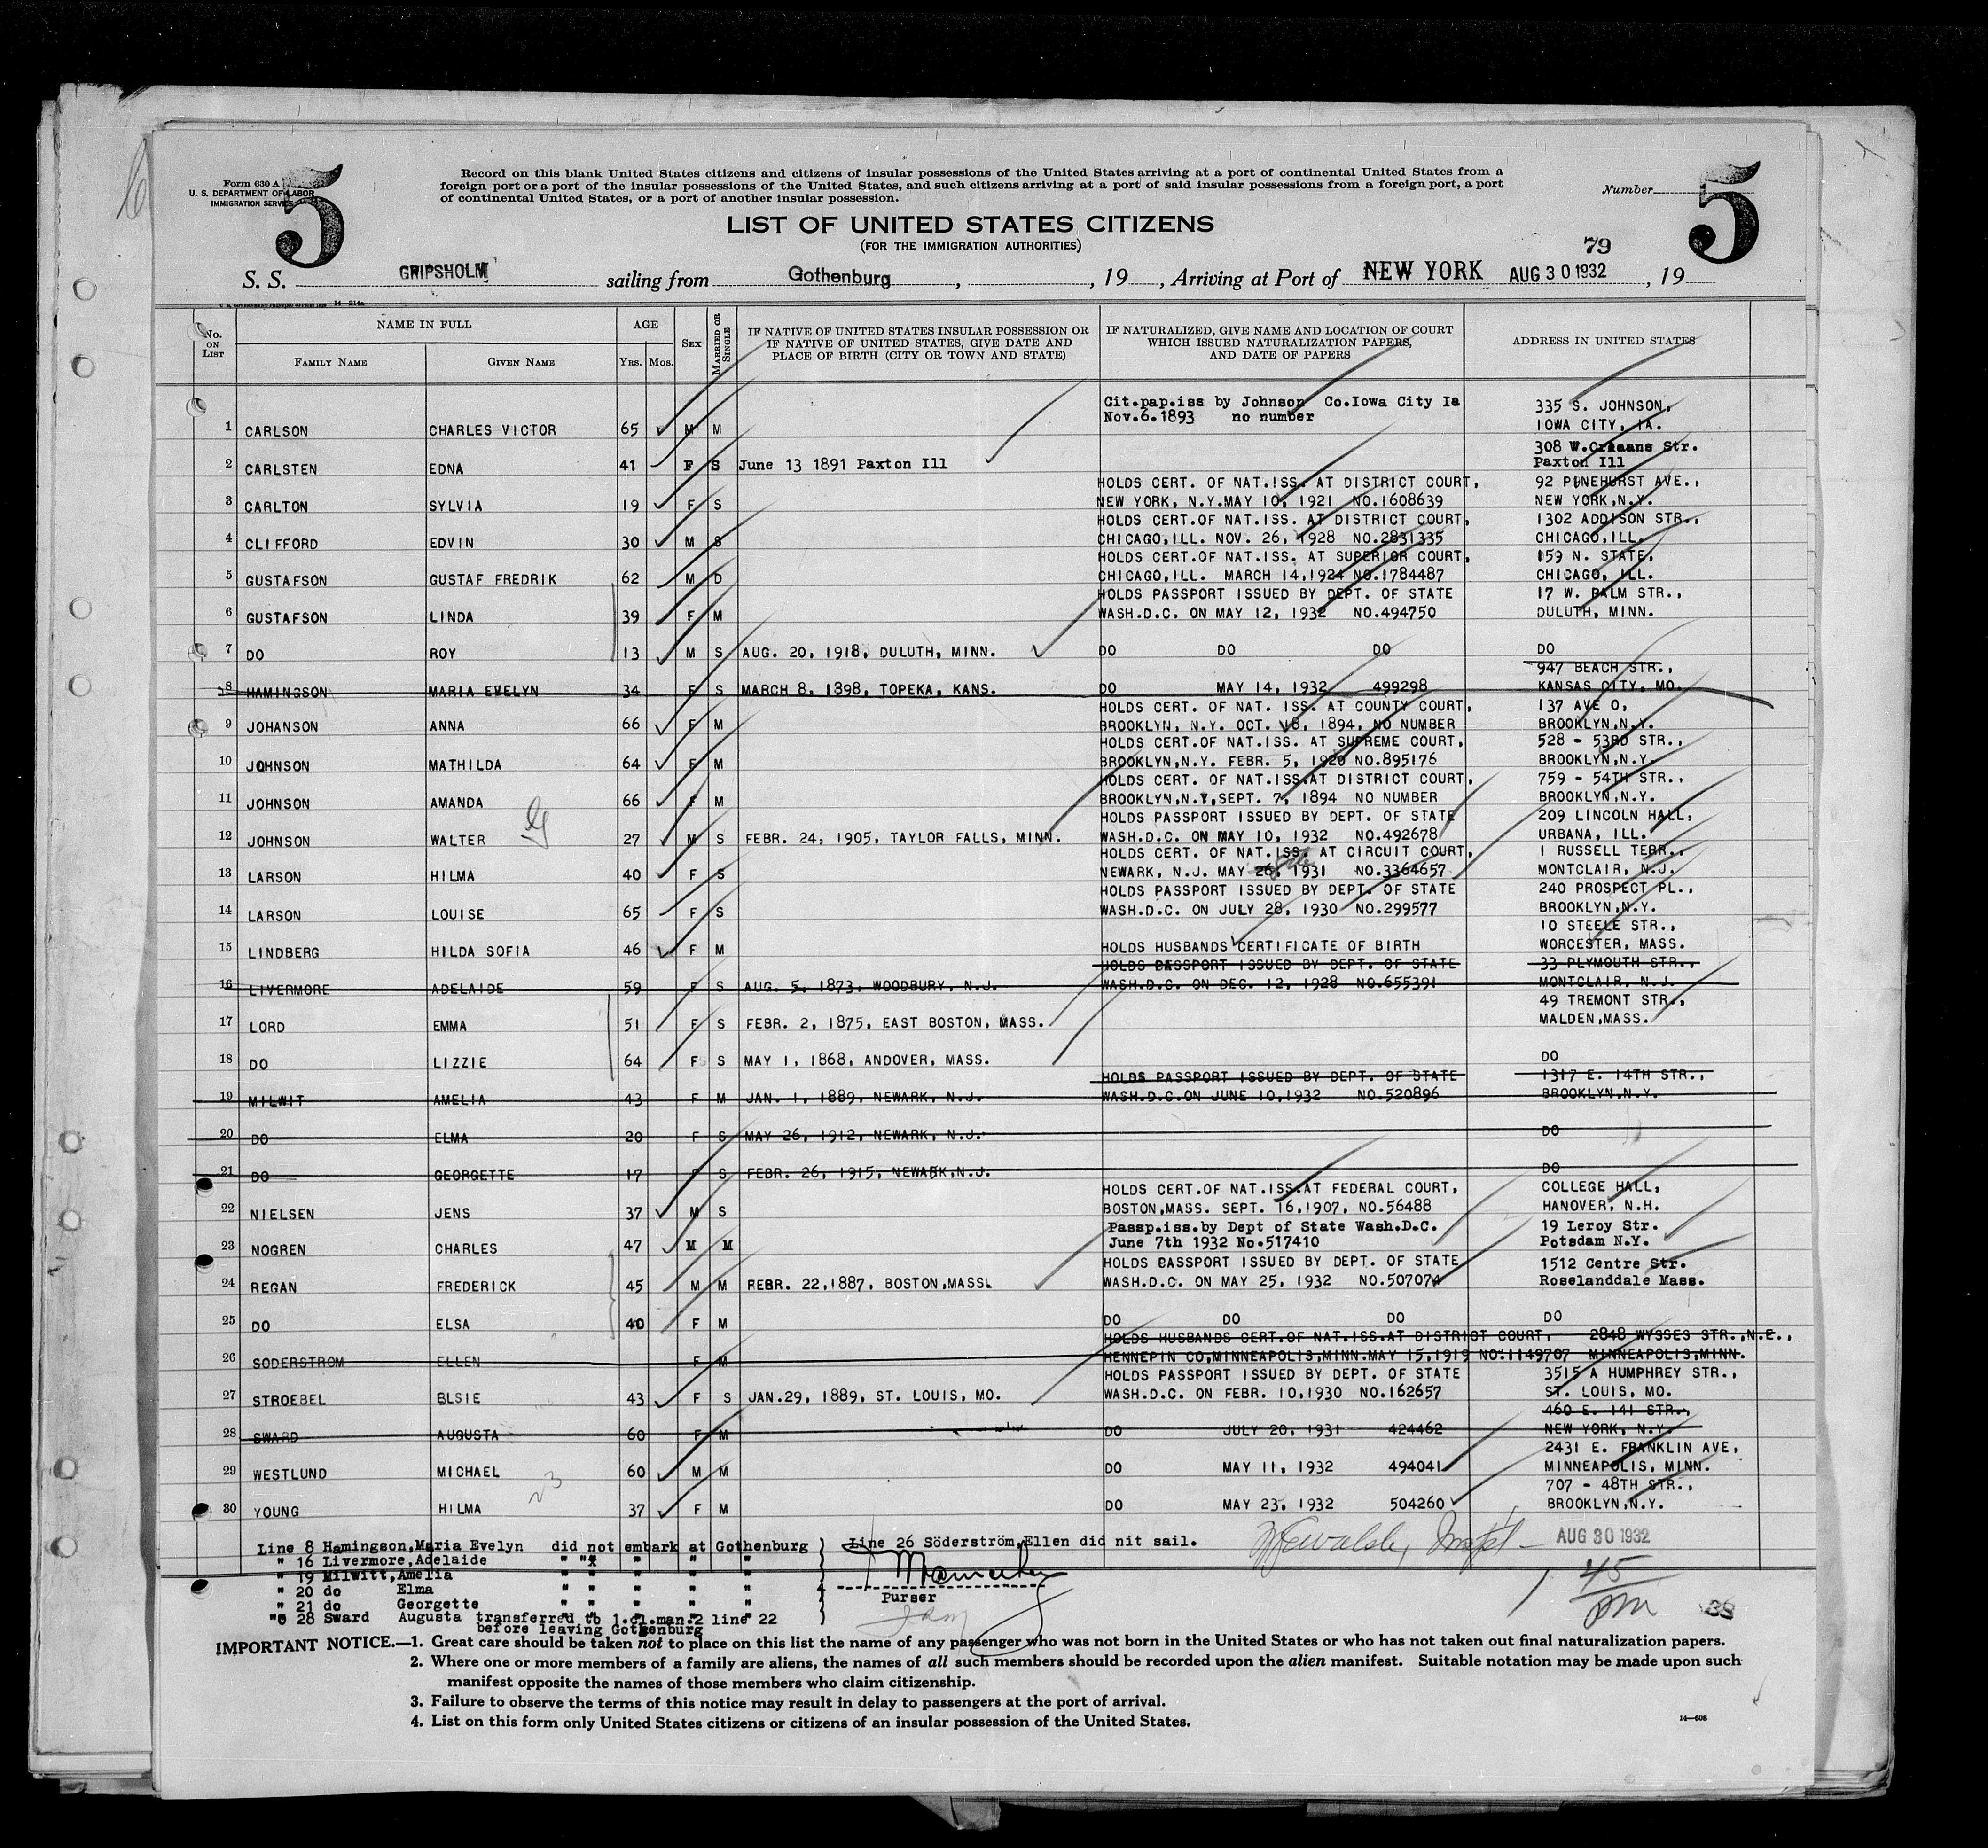 Form 630 A
U. S. DEPARTMENT OF LABOR
IMMIGRATION SERVICE
5
Record on this blank United States citizens and citizens of insular possessions of the United States arriving at a port of continental United States from a
foreign port or a port of the insular possessions of the United States, and such citizens arriving at a port of said insular possessions from a foreign port, a port
of continental United States, or a port of another insular possession.
Number
5
LIST OF UNITED STATES CITIZENS
(FOR THE IMMIGRATION AUTHORITIES)
79
S. S. GRIPSHOLM sailing from Gothenburg, , 19 , Arriving at Port of NEW YORK AUG 30 1932 , 19
No. ON LIST
NAME IN FULL
FAMILY NAME GIVEN NAME
AGE
YRS. MOS.
SEX
MARRIED OR SINGLE
IF NATIVE OF UNITED STATES INSULAR POSSESSION OR
IF NATIVE OF UNITED STATES, GIVE DATE AND
PLACE OF BIRTH (CITY OR TOWN AND STATE)
IF NATURALIZED, GIVE NAME AND LOCATION OF COURT
WHICH ISSUED NATURALIZATION PAPERS,
AND DATE OF PAPERS
ADDRESS IN UNITED STATES
Cit.pap.iss by Johnson Co.Iowa City Ia 335 S. JOHNSON,
Nov.6.1893 no number
1 CARLSON CHARLES VICTOR 65 M M IOWA CITY, IA.
308 W.Orleans Str.
2 CARLSTEN EDNA 41 F S June 13 1891 Paxton Ill Paxton Ill
HOLDS CERT. OF NAT.ISS. AT DISTRICT COURT, 92 PINEHURST AVE.,
3 CARLTON SYLVIA 19 F S NEW YORK, N.Y.MAY 10, 1921 NO.1608639 NEW YORK,N.Y.
HOLDS CERT.OF NAT.ISS. AT DISTRICT COURT, 1302 ADDISON STR.,
4 CLIFFORD EDVIN 30 M S CHICAGO,ILL. NOV. 26, 1928 NO.2831335 CHICAGO,ILL.
HOLDS CERT.OF NAT.ISS. AT SUPERIOR COURT, 159 N. STATE,
5 GUSTAFSON GUSTAF FREDRIK 62 M D CHICAGO,ILL. MARCH 14,1924 NO.1784487 CHICAGO, ILL.
HOLDS PASSPORT ISSUED BY DEPT. OF STATE 17 W. PALM STR.,
6 GUSTAFSON LINDA 39 F M WASH.D.C. ON MAY 12, 1932 NO.494750 DULUTH, MINN.
7 DO ROY 13 M S AUG. 20, 1918, DULUTH, MINN. DO DO DO DO
947 BEACH STR.,
8 HAMINGSON MARIA EVELYN 34 F S MARCH 8, 1898, TOPEKA, KANS. DO MAY 14, 1932 499298 KANSAS CITY, MO.
HOLDS CERT. OF NAT. ISS. AT COUNTY COURT, 137 AVE O,
9 JOHANSON ANNA 66 F M BROOKLYN, N.Y. OCT. 18, 1894, NO NUMBER BROOKLYN,N.Y.
HOLDS CERT.OF NAT.ISS. AT SUPREME COURT, 528 - 53RD STR.,
10 JOHNSON MATHILDA 64 F M BROOKLYN,N.Y. FEBR. 5, 1920 NO.895176 BROOKLYN,N.Y.
HOLDS CERT. OF NAT.ISS.AT DISTRICT COURT, 759 - 54TH STR.,
11 JOHNSON AMANDA 66 F M BROOKLYN,N.Y,SEPT. 7, 1894 NO NUMBER BROOKLYN,N.Y.
HOLDS PASSPORT ISSUED BY DEPT. OF STATE 209 LINCOLN HALL,
12 JOHNSON WALTER 27 M S FEBR. 24, 1905, TAYLOR FALLS, MINN. WASH.D.C. ON MAY 10, 1932 NO.492678 URBANA, ILL.
HOLDS CERT. OF NAT.ISS. AT CIRCUIT COURT, 1 RUSSELL TERR.,
13 LARSON HILMA 40 F S NEWARK, N.J. MAY 26, 1931 NO.3364657 MONTCLAIR, N.J.
HOLDS PASSPORT ISSUED BY DEPT. OF STATE 240 PROSPECT PL.,
14 LARSON LOUISE 65 F S WASH.D.C. ON JULY 28, 1930 NO.299577 BROOKLYN,N.Y.
10 STEELE STR.,
15 LINDBERG HILDA SOFIA 46 F M HOLDS HUSBANDS CERTIFICATE OF BIRTH WORCESTER, MASS.
HOLDS PASSPORT ISSUED BY DEPT. OF STATE 33 PLYMOUTH STR.,
16 LIVERMORE ADELAIDE 59 F S AUG. 5, 1873, WOODBURY, N.J. WASH.D.C. ON DEC. 12, 1928 NO.655391 MONTCLAIR, N.J.
49 TREMONT STR.,
17 LORD EMMA 51 F S FEBR. 2, 1875, EAST BOSTON, MASS. MALDEN,MASS.
18 DO LIZZIE 64 F S MAY 1, 1868, ANDOVER, MASS. DO
HOLDS PASSPORT ISSUED BY DEPT. OF STATE 1317 E. 14TH STR.,
19 MILWIT AMELIA 43 F M JAN. 1, 1889, NEWARK, N.J. WASH.D.C.ON JUNE 10,1932 NO.520896 BROOKLYN,N.Y.
20 DO ELMA 20 F S MAY 26, 1912, NEWARK, N.J. DO
21 DO GEORGETTE 17 F S FEBR. 26, 1915, NEWARK,N.J. DO
HOLDS CERT.OF NAT.ISS.AT FEDERAL COURT, COLLEGE HALL,
22 NIELSEN JENS 37 M S BOSTON,MASS. SEPT. 16,1907, NO.56488 HANOVER, N.H.
Passp.iss.by Dept of State Wash.D.C. 19 Leroy Str.
23 NOGREN CHARLES 47 M M June 7th 1932 No.517410 Potsdam N.Y.
HOLDS PASSPORT ISSUED BY DEPT. OF STATE 1512 Centre Str.
24 REGAN FREDERICK 45 M M REBR. 22,1887, BOSTON,MASS. WASH.D.C. ON MAY 25, 1932 NO.507074 Roselanddale Mass.
25 DO ELSA 40 F M DO DO DO DO
HOLDS HUSBANDS CERT.OF NAT.ISS.AT DISTRICT COURT, 2848 WYSSES STR.,N.E.,
26 SODERSTROM ELLEN F M HENNEPIN CO,MINNEAPOLIS,MINN.MAY 15,1919 NO.1149707 MINNEAPOLIS,MINN.
HOLDS PASSPORT ISSUED BY DEPT. OF STATE 3515 A HUMPHREY STR.,
27 STROEBEL ELSIE 43 F S JAN.29, 1889, ST. LOUIS, MO. WASH.D.C. ON FEBR. 10,1930 NO.162657 ST. LOUIS, MO.
460 E. 141 STR.,
28 SWARD AUGUSTA 60 F M DO JULY 20, 1931 424462 NEW YORK, N.Y.
2431 E. FRANKLIN AVE,
29 WESTLUND MICHAEL 60 M M DO MAY 11, 1932 494041 MINNEAPOLIS, MINN.
707 - 48TH STR.,
30 YOUNG HILMA 37 F M DO MAY 23, 1932 504260 BROOKLYN,N.Y.
Line 8 Hamingson,Maria Evelyn did not embark at Gothenburg Line 26 Söderström,Ellen did nit sail. AUG 30 1932
" 16 Livermore,Adelaide " " " " "
" 19 Milwitt,Amelia " " " " "
" 20 do Elma " " " " "
" 21 do Georgette " " " " "
" 28 Sward Augusta transferred to 1.cl.man.2 line 22
before leaving Gothenburg
Purser
1 45
pm
38
IMPORTANT NOTICE.—1. Great care should be taken not to place on this list the name of any passenger who was not born in the United States or who has not taken out final naturalization papers.
2. Where one or more members of a family are aliens, the names of all such members should be recorded upon the alien manifest. Suitable notation may be made upon such
manifest opposite the names of those members who claim citizenship.
3. Failure to observe the terms of this notice may result in delay to passengers at the port of arrival.
4. List on this form only United States citizens or citizens of an insular possession of the United States.
14—608